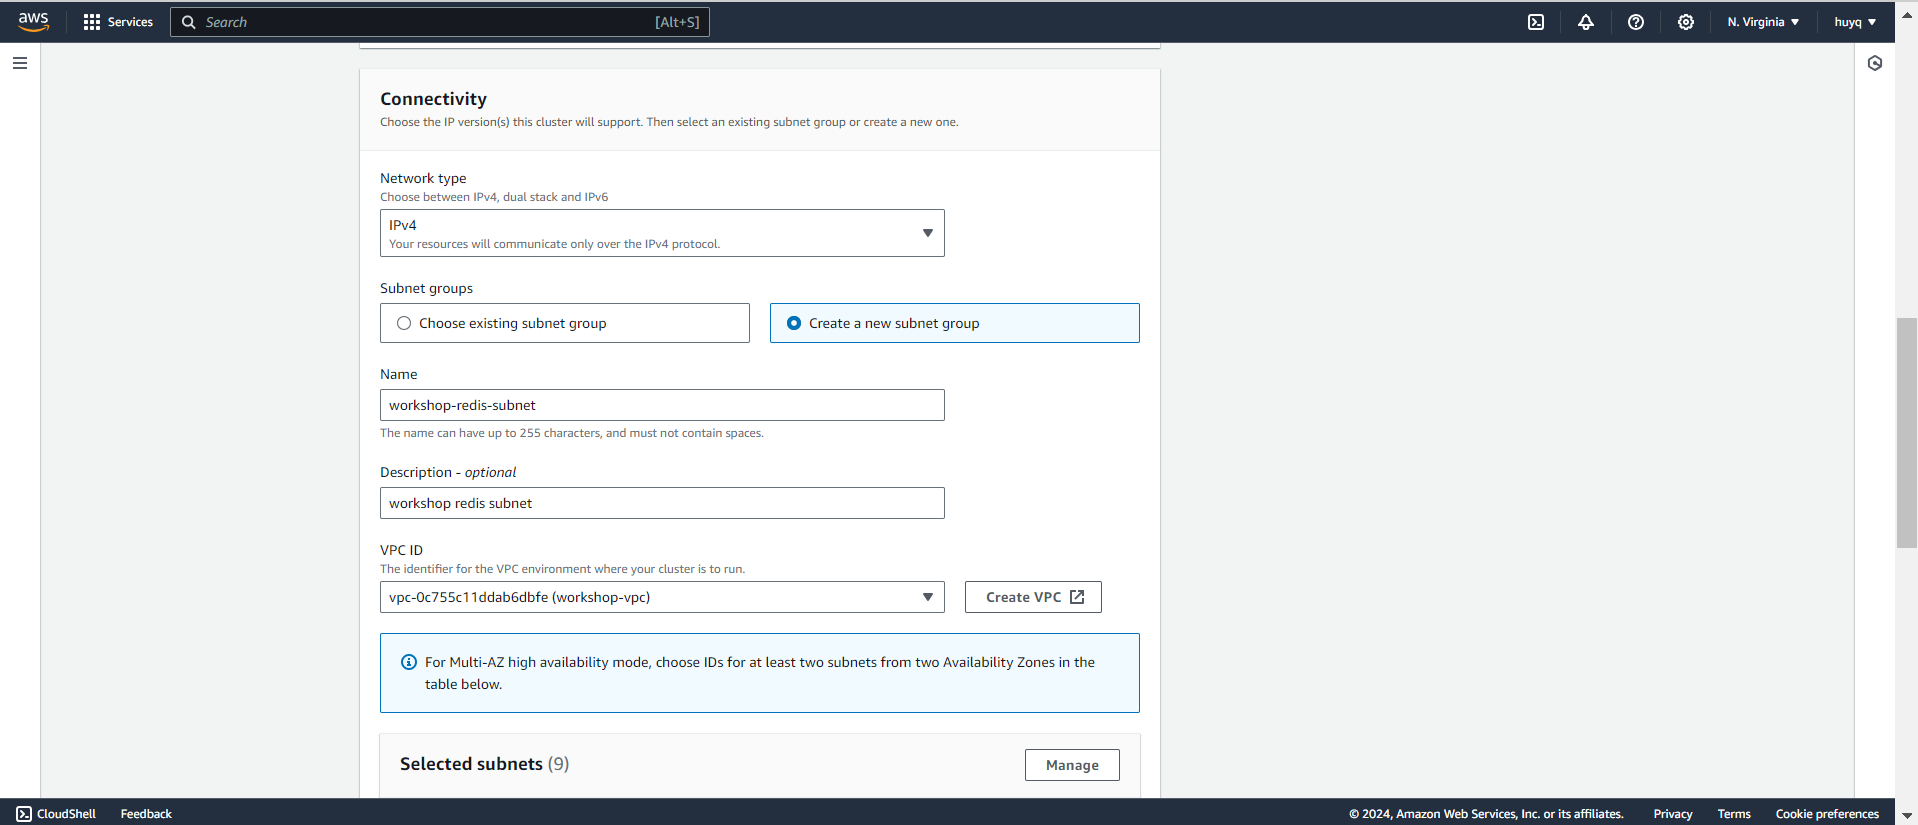 aws Services Search [Alt+S] N. Virginia huyq
Connectivity
Choose the IP version(s) this cluster will support. Then select an existing subnet group or create a new one.
Network type
Choose between IPv4, dual stack and IPv6
IPv4
Your resources will communicate only over the IPv4 protocol.
Subnet groups
Choose existing subnet group Create a new subnet group
Name
workshop-redis-subnet
The name can have up to 255 characters, and must not contain spaces.
Description - optional
workshop redis subnet
VPC ID
The identifier for the VPC environment where your cluster is to run.
vpc-0c755c11ddab6dbfe (workshop-vpc) Create VPC
For Multi-AZ high availability mode, choose IDs for at least two subnets from two Availability Zones in the
table below.
Selected subnets (9) Manage
CloudShell Feedback © 2024, Amazon Web Services, Inc. or its affiliates. Privacy Terms Cookie preferences